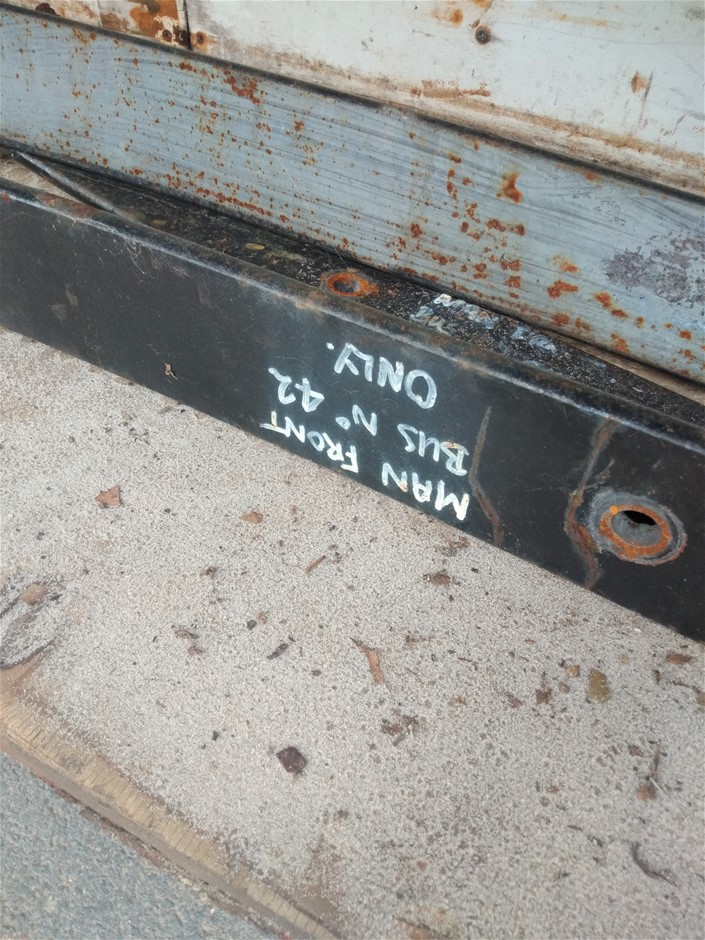 MAN FRONT
BUS Nº 42
ONLY.